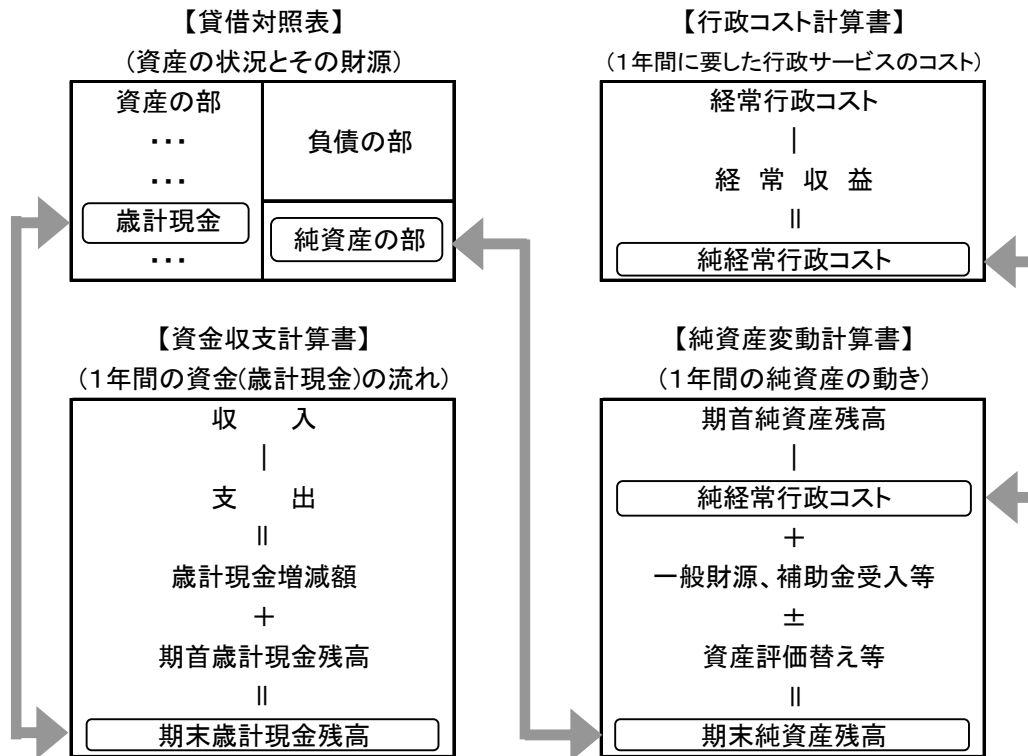 【貸借対照表】
（資産の状況とその財源）
資産の部
・・・
・・・
歳計現金
・・・
負債の部
純資産の部
【行政コスト計算書】
（1年間に要した行政サービスのコスト）
経常行政コスト
｜
経 常 収 益
॥
純経常行政コスト
【資金収支計算書】
（1年間の資金(歳計現金)の流れ）
収　　入
｜
支　　出
॥
歳計現金増減額
＋
期首歳計現金残高
॥
期末歳計現金残高
【純資産変動計算書】
（1年間の純資産の動き）
期首純資産残高
｜
純経常行政コスト
＋
一般財源、補助金受入等
±
資産評価替え等
॥
期末純資産残高